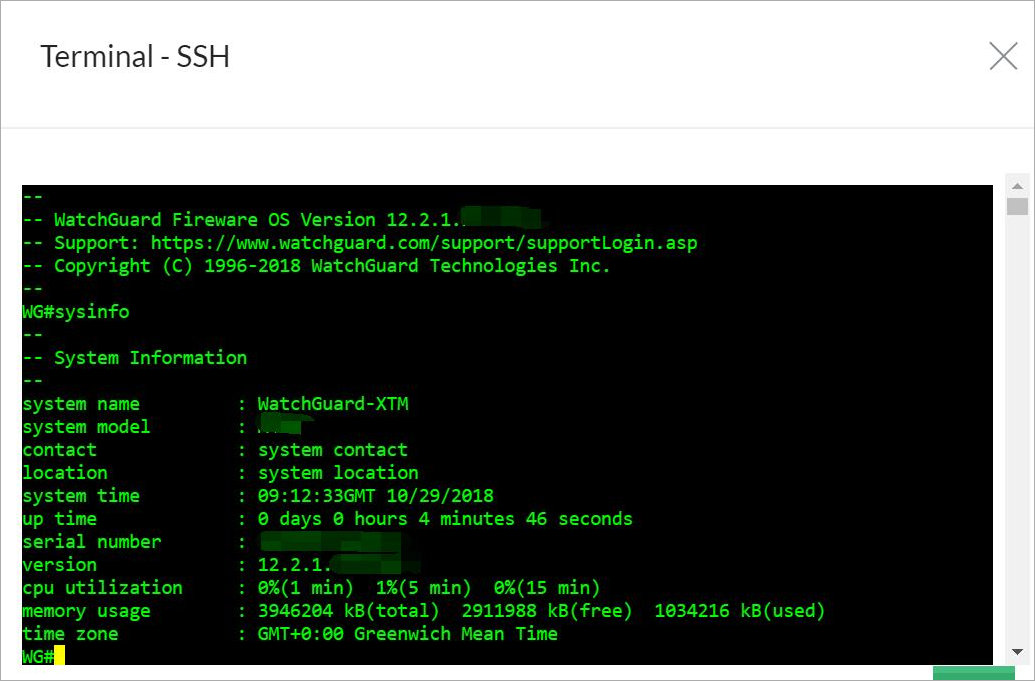 Terminal - SSH
--
-- WatchGuard Fireware OS Version 12.2.1.
-- Support: https://www.watchguard.com/support/supportLogin.asp
-- Copyright (C) 1996-2018 WatchGuard Technologies Inc.
--
WG#sysinfo
--
-- System Information
--
system name : WatchGuard-XTM
system model :
contact : system contact
location : system location
system time : 09:12:33GMT 10/29/2018
up time : 0 days 0 hours 4 minutes 46 seconds
serial number :
version : 12.2.1.
cpu utilization : 0%(1 min) 1%(5 min) 0%(15 min)
memory usage : 3946204 kB(total) 2911988 kB(free) 1034216 kB(used)
time zone : GMT+0:00 Greenwich Mean Time
WG#